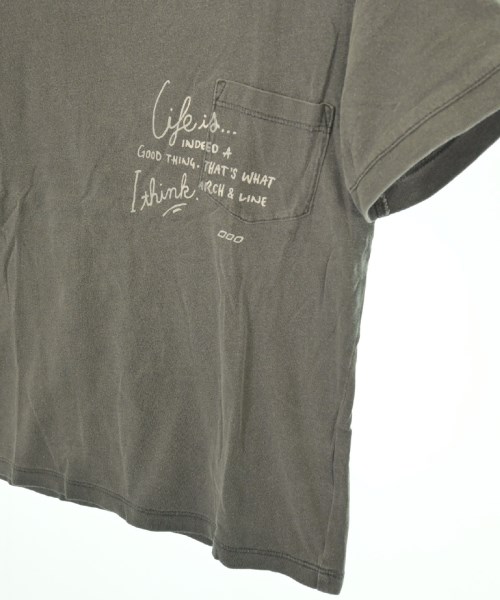 Life is...
INDEED A
GOOD THING. THAT'S WHAT
I think. ARCH & LINE